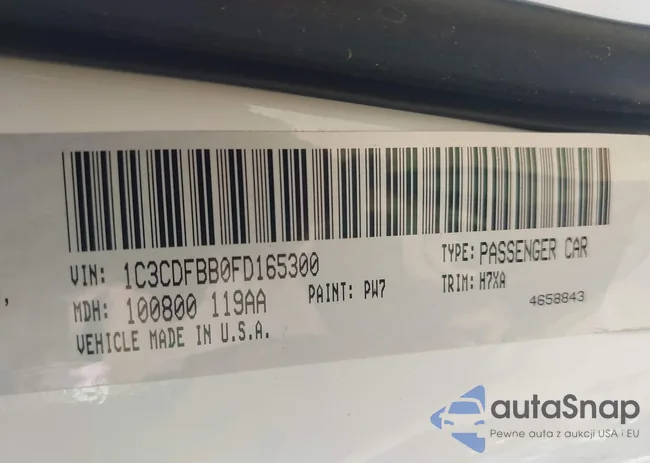 VIN: 1C3CDFBB0FD165300 TYPE: PASSENGER CAR
MDH: 100800 119AA PAINT: PW7 TRIM: H7XA
VEHICLE MADE IN U.S.A. 4658843
autaSnap
Pewne auta z aukcji USA i EU